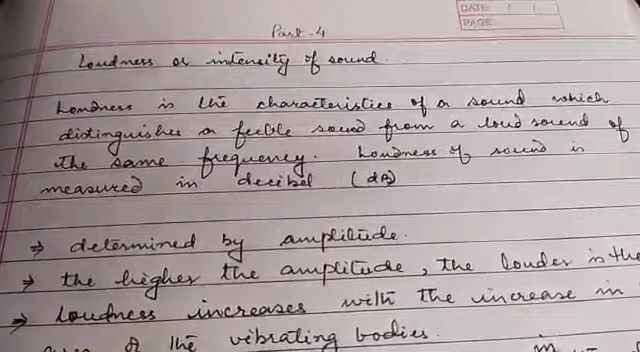 DATE / /
PAGE
Part-4
Loudness or intensity of sound.
Loudness is the characteristics of a sound which
distinguishes a feeble sound from a loud sound of
the same frequency. Loudness of sound is
measured in decibel (dB)
⇒ determined by amplitude.
⇒ the higher the amplitude, the louder is the
⇒ Loudness increases with the increase in
of the vibrating bodies.
in